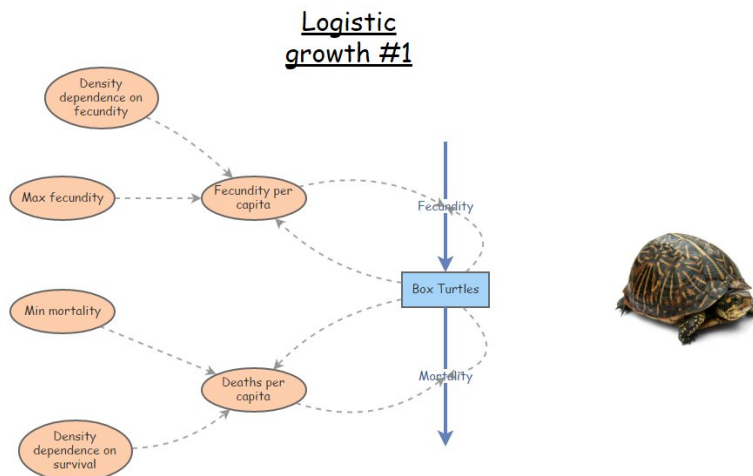 Logistic
growth #1
Density
dependence on
fecundity
Max fecundity
Fecundity per
capita
Fecundity
Box Turtles
Min mortality
Deaths per
capita
Mortality
Density
dependence on
survival